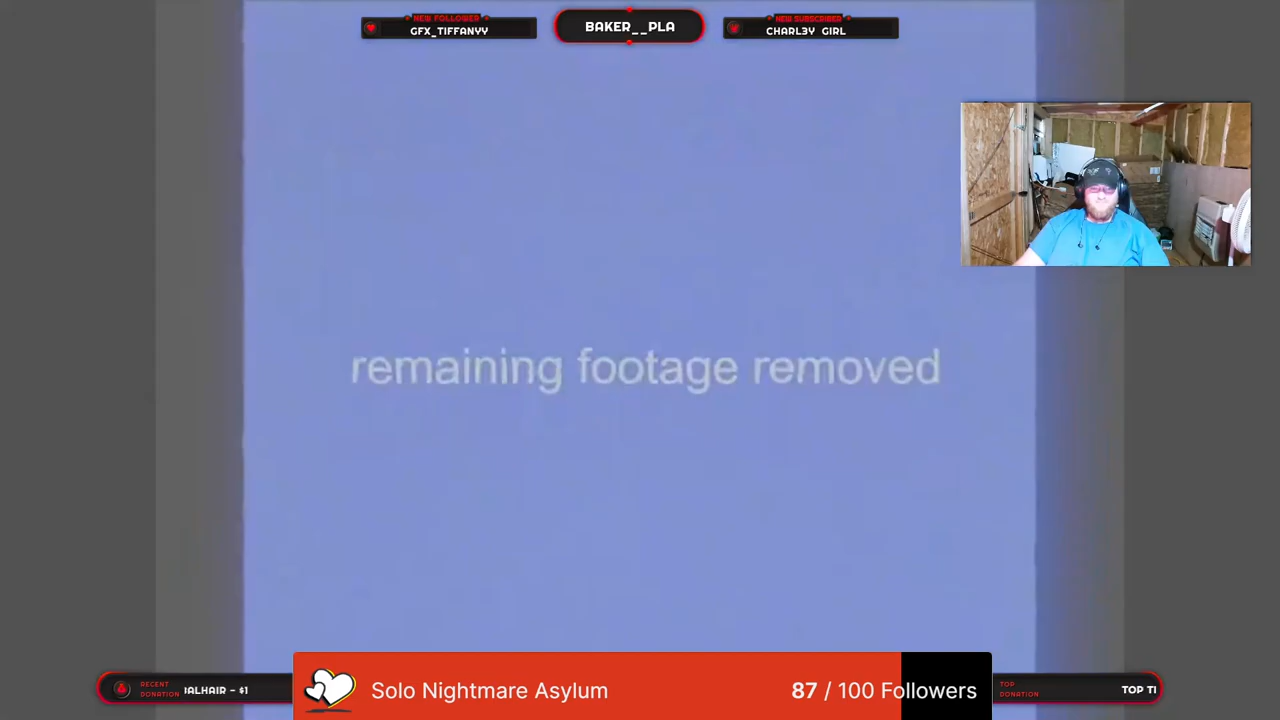 NEW FOLLOWER
GFX_TIFFANYY
BAKER__PLA
NEW SUBSCRIBER
CHARL3Y GIRL
remaining footage removed
RECENT DONATION
ALHAIR - $1
Solo Nightmare Asylum
87 / 100 Followers
TOP DONATION
TOP TI